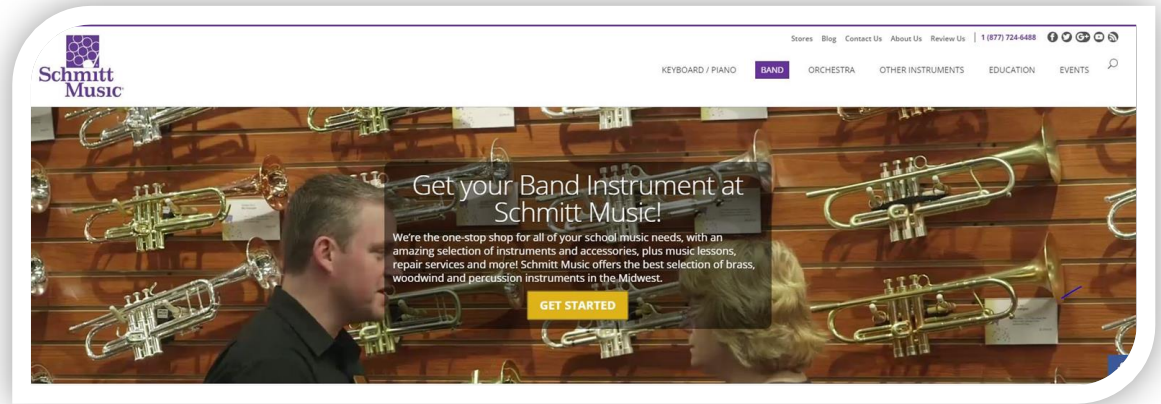 Stores Blog Contact Us About Us Review Us 1 (877) 724-6488
Schmitt
Music
KEYBOARD / PIANO BAND ORCHESTRA OTHER INSTRUMENTS EDUCATION EVENTS
Get your Band Instrument at
Schmitt Music!
We're the one-stop shop for all of your school music needs, with an
amazing selection of instruments and accessories, plus music lessons,
repair services and more! Schmitt Music offers the best selection of brass,
woodwind and percussion instruments in the Midwest.
GET STARTED